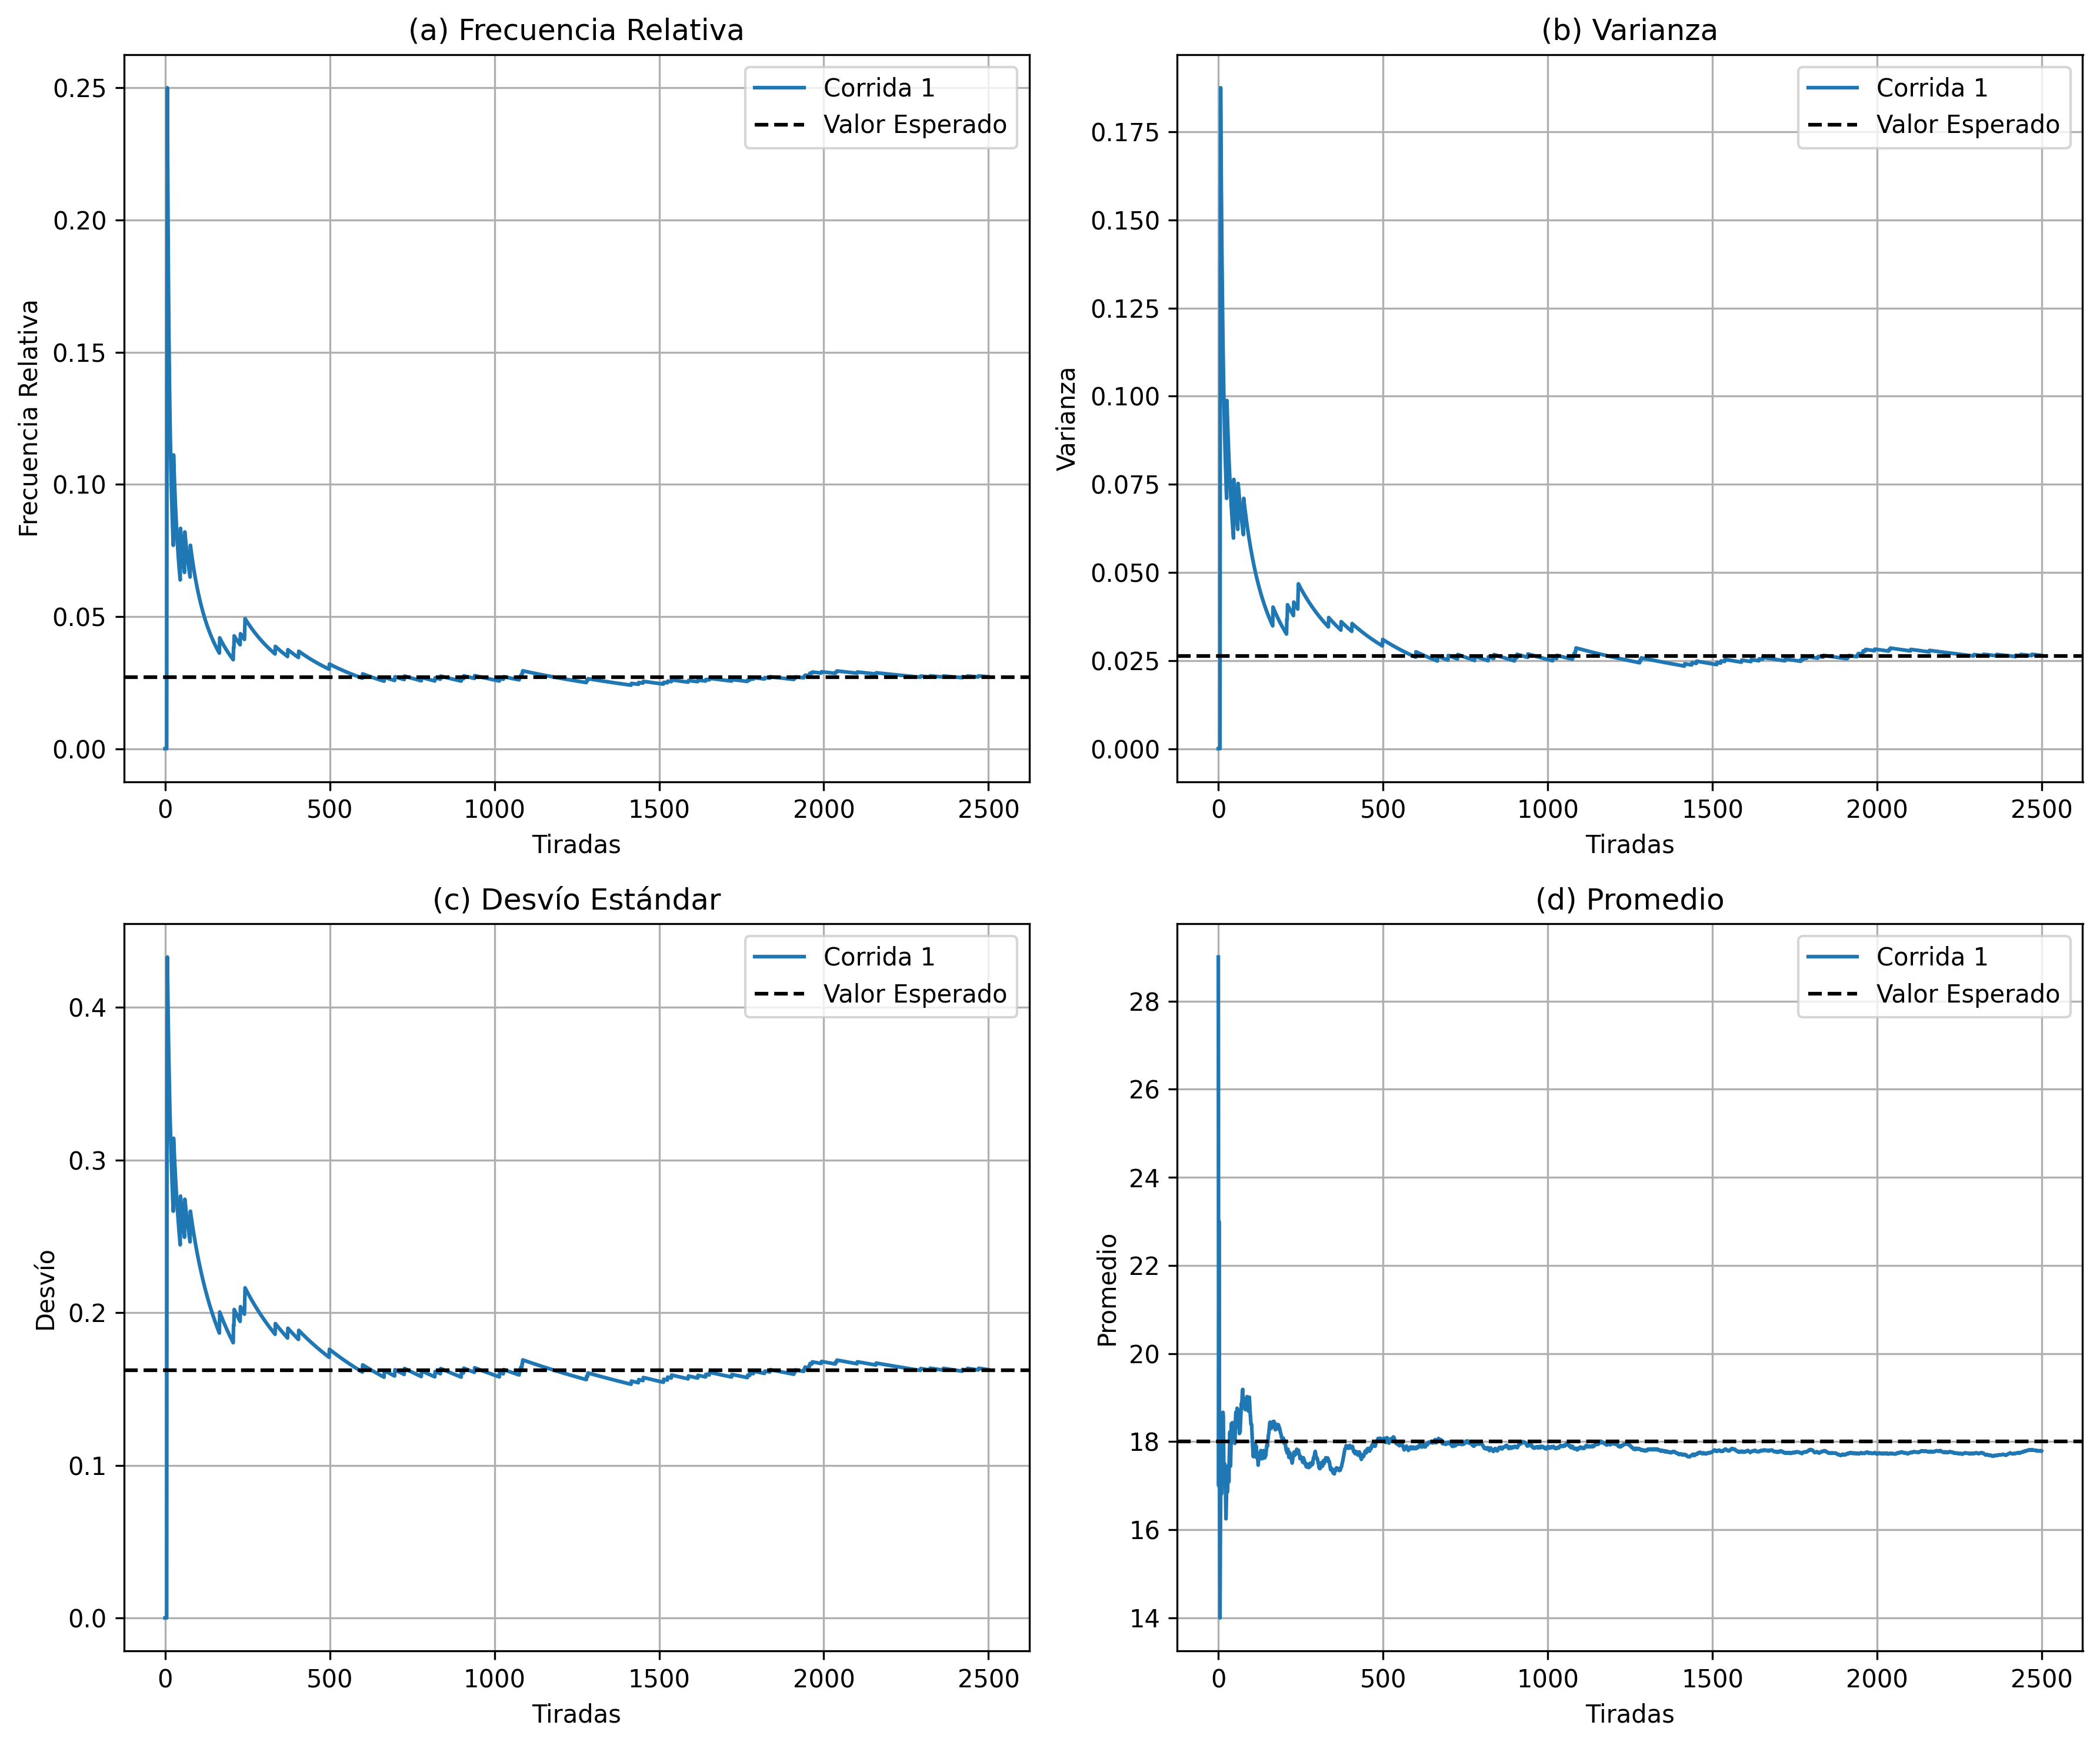 (a) Frecuencia Relativa
Frecuencia Relativa
0.25
0.20
0.15
0.10
0.05
0.00
0 500 1000 1500 2000 2500
Tiradas
Corrida 1
Valor Esperado
(b) Varianza
Varianza
0.175
0.150
0.125
0.100
0.075
0.050
0.025
0.000
0 500 1000 1500 2000 2500
Tiradas
Corrida 1
Valor Esperado
(c) Desvío Estándar
Desvío
0.4
0.3
0.2
0.1
0.0
0 500 1000 1500 2000 2500
Tiradas
Corrida 1
Valor Esperado
(d) Promedio
Promedio
28
26
24
22
20
18
16
14
0 500 1000 1500 2000 2500
Tiradas
Corrida 1
Valor Esperado